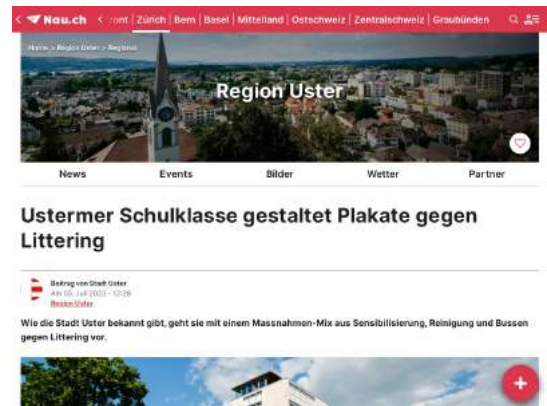 Nau.ch
Zürich | Bern | Basel | Mittelland | Ostschweiz | Zentralschweiz | Graubünden
Home > Region Uster > Regional
Region Uster
News Events Bilder Wetter Partner
Ustermer Schulklasse gestaltet Plakate gegen
Littering
Beitrag von Stadt Uster
Region Uster
Wie die Stadt Uster bekannt gibt, geht sie mit einem Massnahmen-Mix aus Sensibilisierung, Reinigung und Bussen
gegen Littering vor.